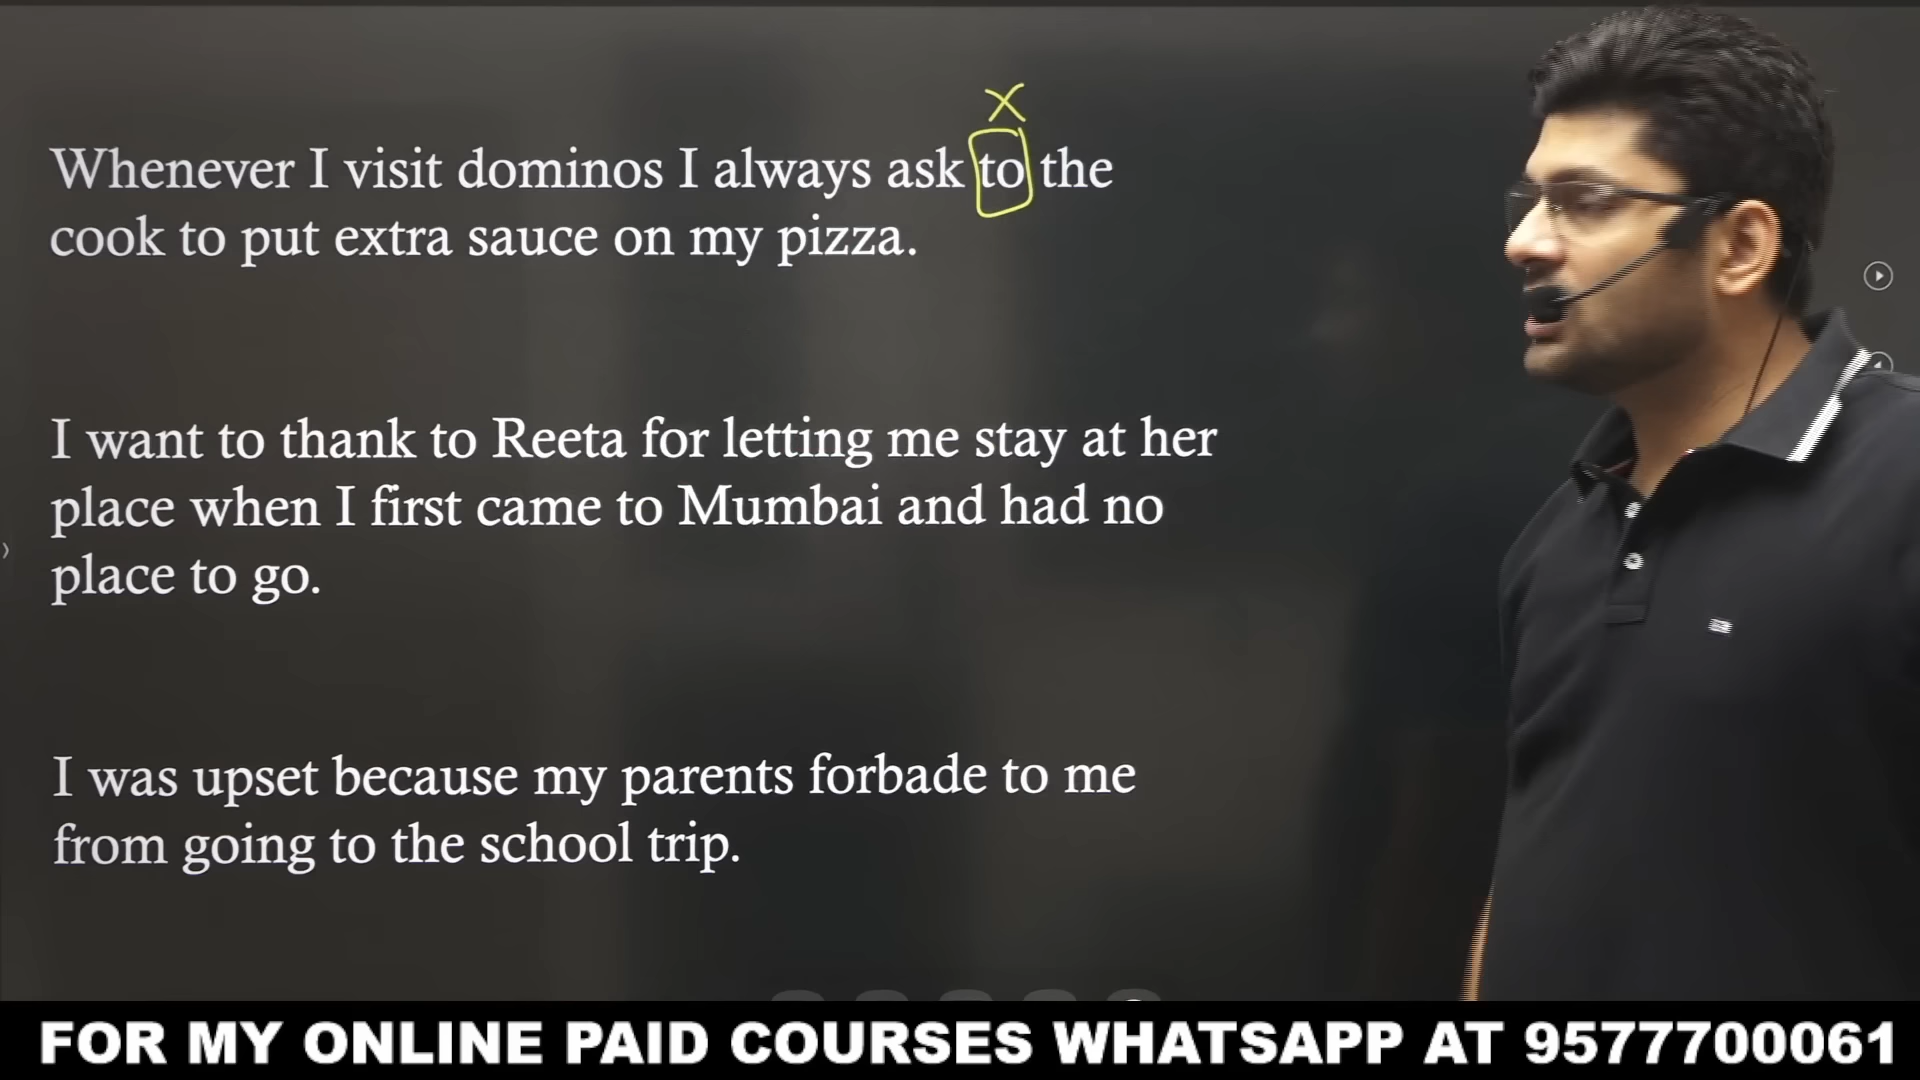 X
Whenever I visit dominos I always ask to the
cook to put extra sauce on my pizza.
I want to thank to Reeta for letting me stay at her
place when I first came to Mumbai and had no
place to go.
I was upset because my parents forbade to me
from going to the school trip.
FOR MY ONLINE PAID COURSES WHATSAPP AT 9577700061